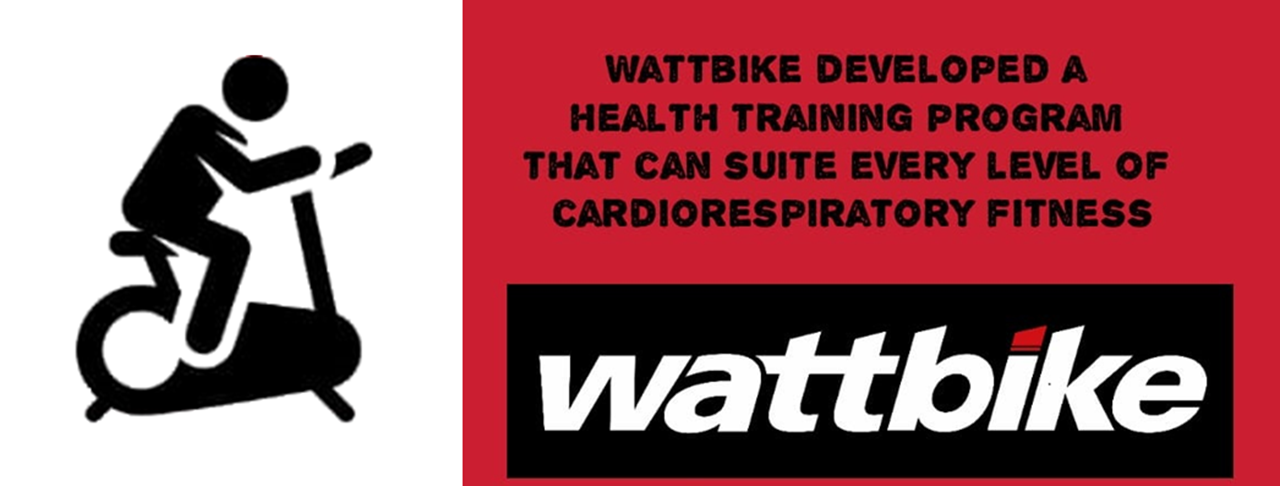 WATTBIKE DEVELOPED A
HEALTH TRAINING PROGRAM
THAT CAN SUITE EVERY LEVEL OF
CARDIORESPIRATORY FITNESS
wattbike